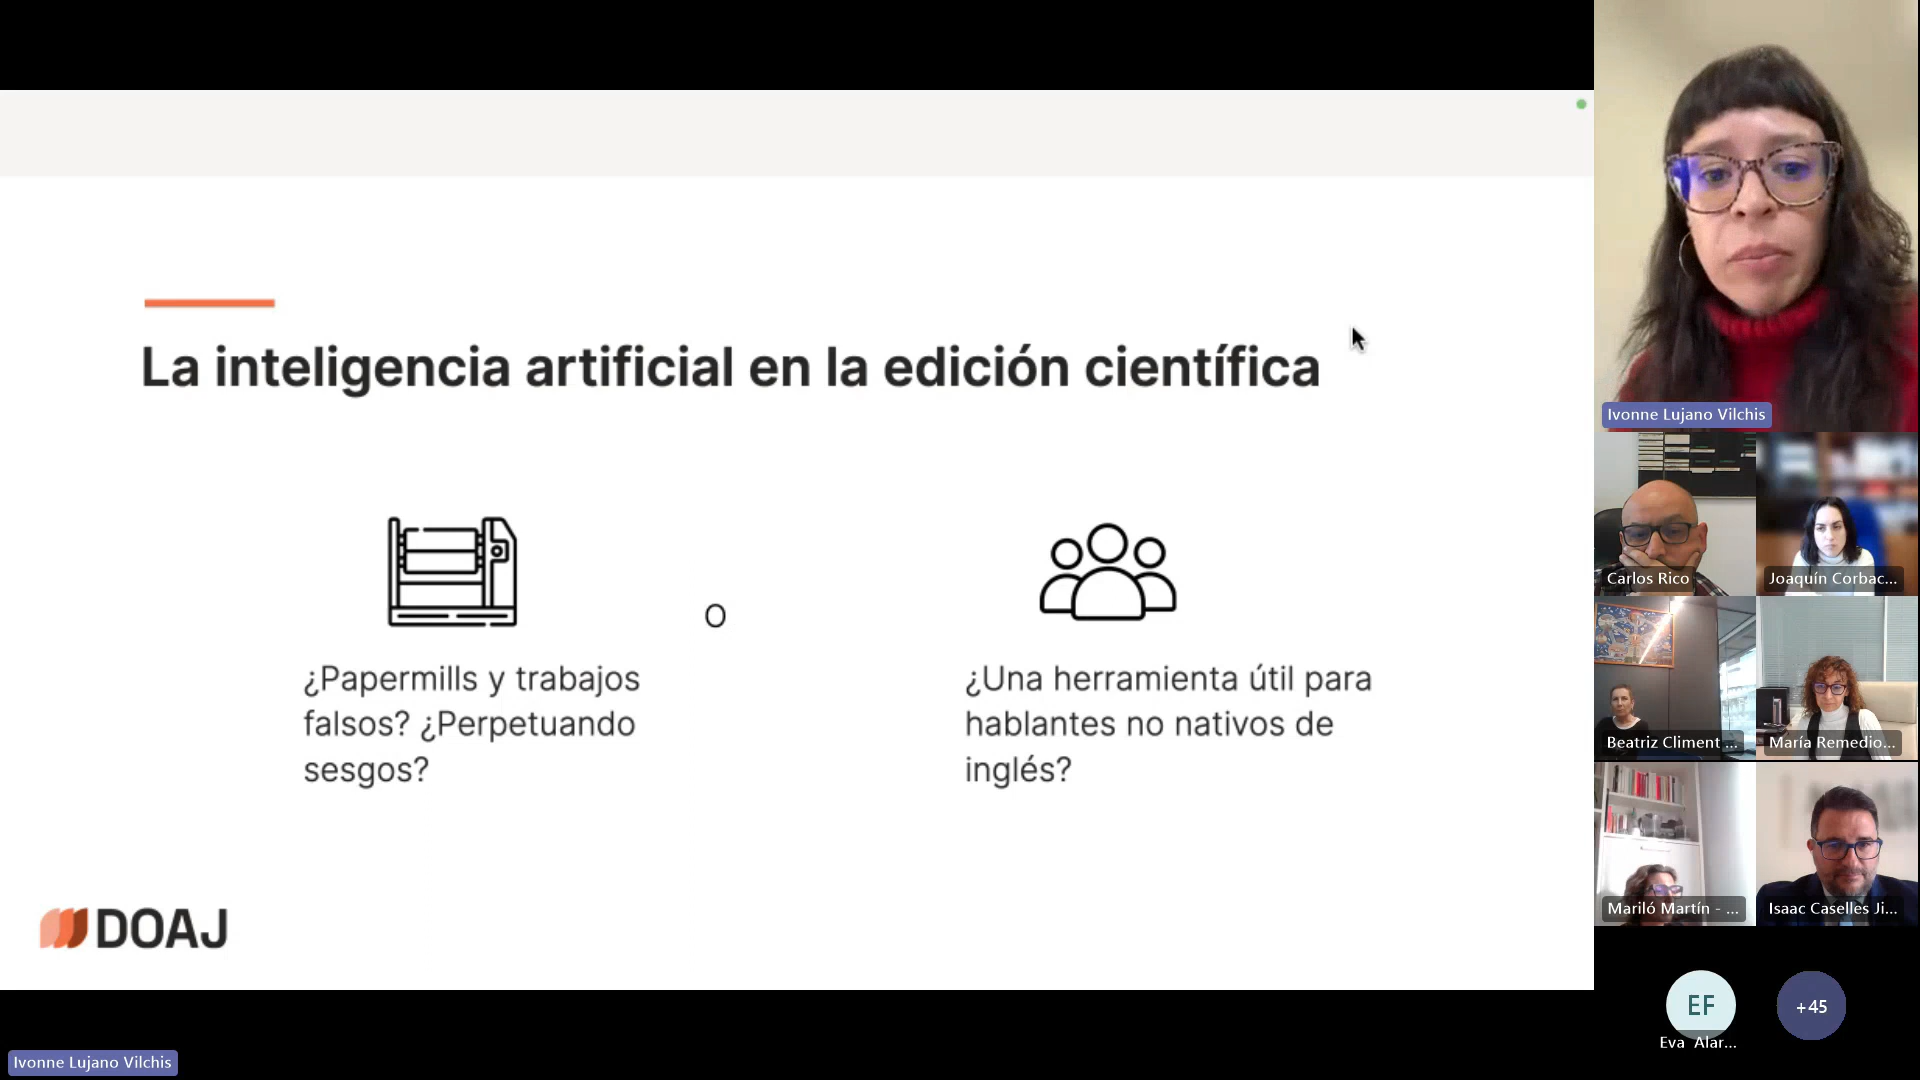 La inteligencia artificial en la edición científica
¿Papermills y trabajos
falsos? ¿Perpetuando
sesgos?
O
¿Una herramienta útil para
hablantes no nativos de
inglés?
DOAJ
Ivonne Lujano Vilchis
Ivonne Lujano Vilchis
Carlos Rico
Joaquín Corbac...
Beatriz Climent ...
María Remedio...
Mariló Martín - ...
Isaac Caselles Ji...
EF
Eva Alar...
+45